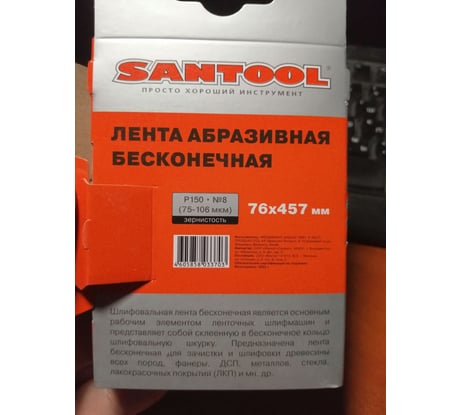 SANTOOL®
ПРОСТО ХОРОШИЙ ИНСТРУМЕНТ
ЛЕНТА АБРАЗИВНАЯ
БЕСКОНЕЧНАЯ
P150 • №8
(75-106 мкм)
зернистость
76х457 мм
4605858033703
Шлифовальная лента бесконечная является основным
рабочим элементом ленточных шлифмашин и
представляет собой склеенную в бесконечное кольцо
шлифовальную шкурку. Предназначена лента
бесконечная для зачистки и шлифовки древесины
всех пород, фанеры, ДСП, металлов, стекла,
лакокрасочных покрытий (ЛКП) и мн. др.